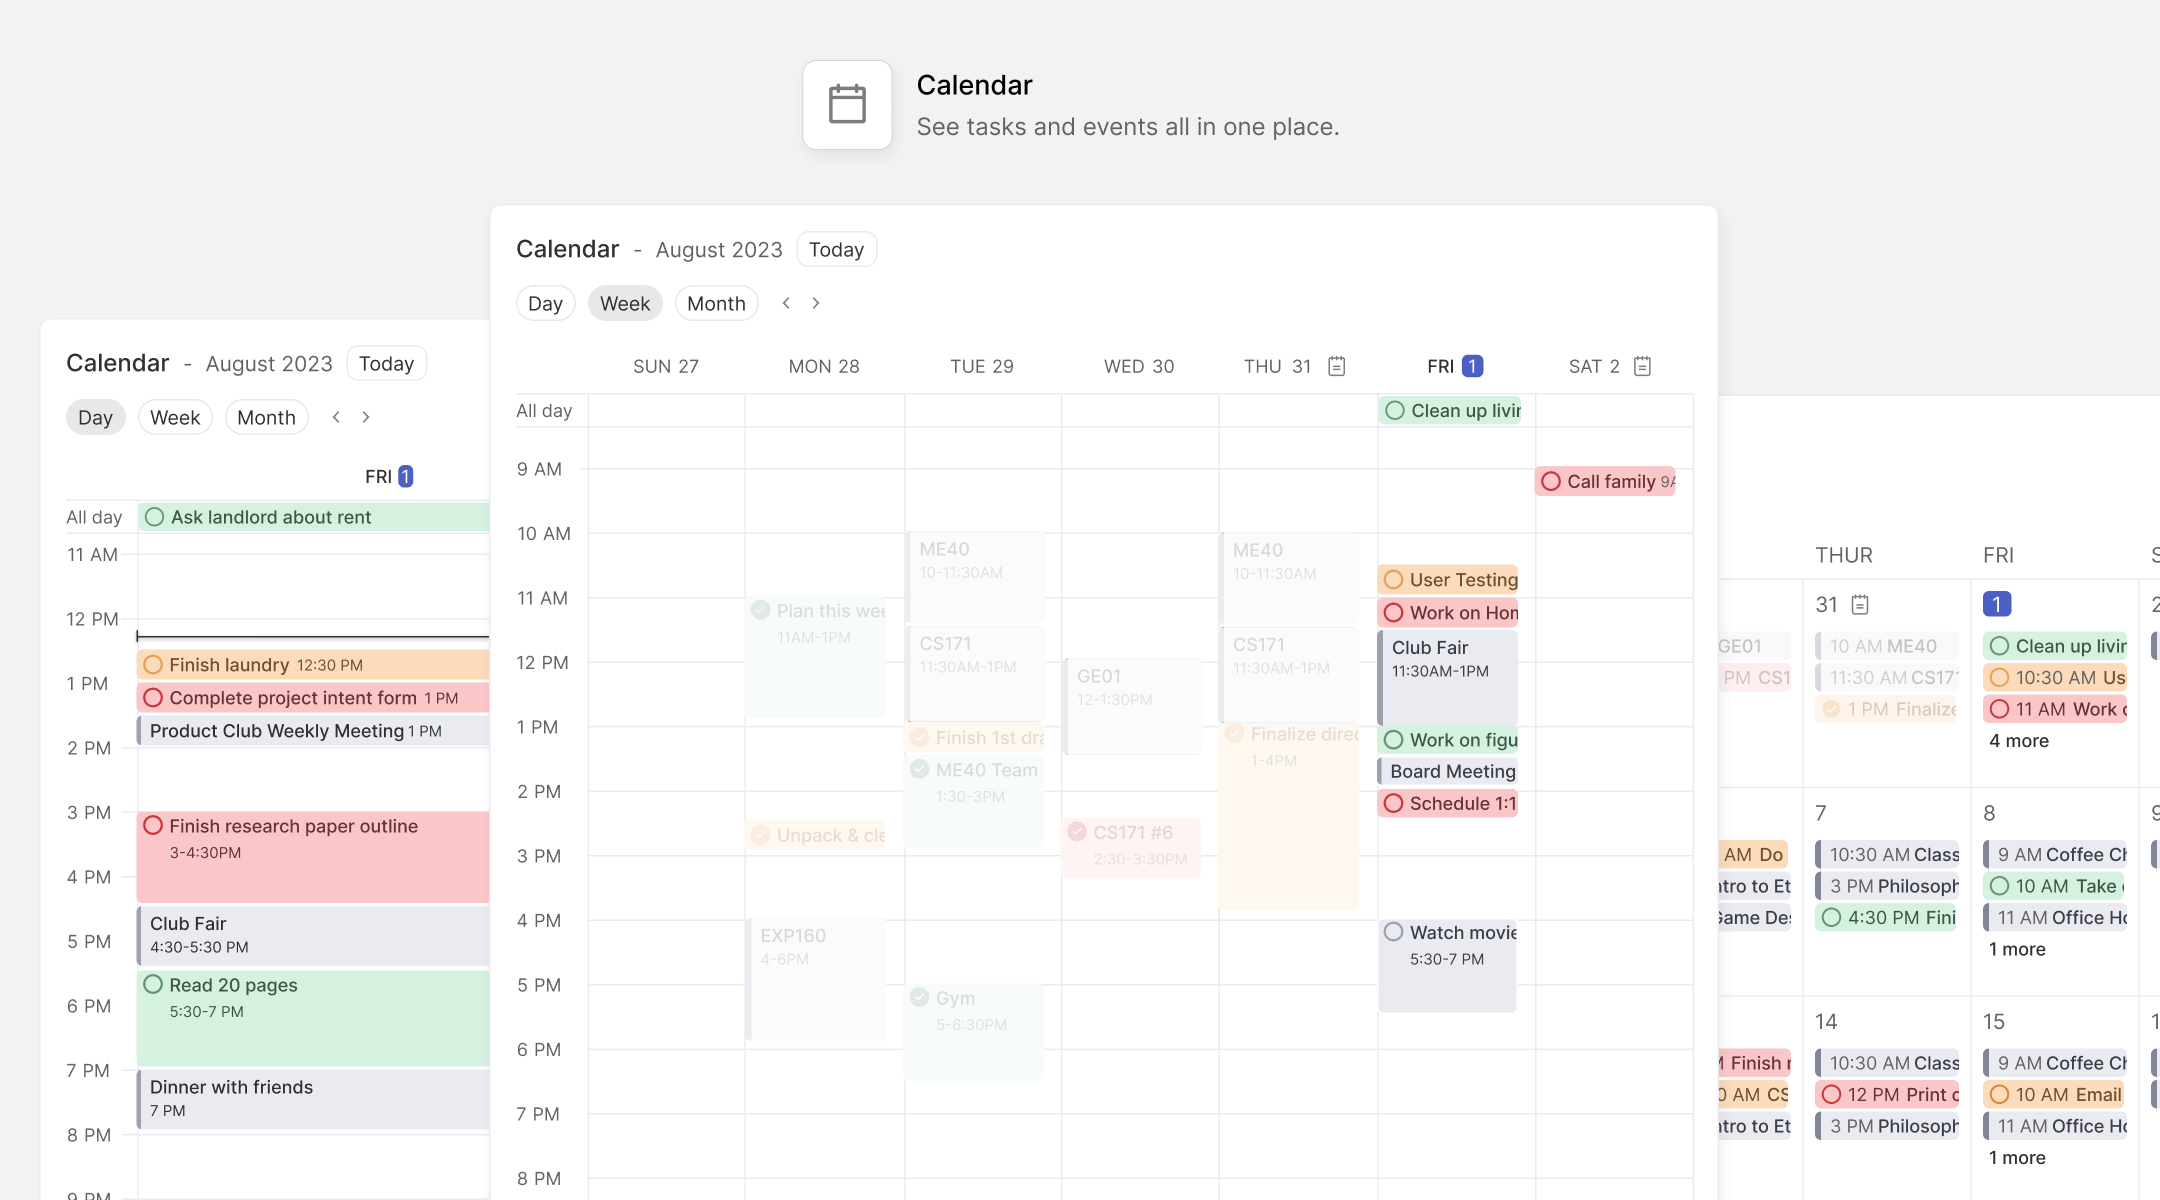 Calendar
See tasks and events all in one place.
Calendar - August 2023 Today
Day Week Month
FRI 1
All day
Ask landlord about rent
11 AM
12 PM
Finish laundry 12:30 PM
1 PM
Complete project intent form 1 PM
Product Club Weekly Meeting 1 PM
2 PM
3 PM
Finish research paper outline
3-4:30PM
4 PM
Club Fair
4:30-5:30 PM
5 PM
Read 20 pages
5:30-7 PM
6 PM
7 PM
Dinner with friends
7 PM
8 PM
9 PM
Calendar - August 2023 Today
Day Week Month
SUN 27 MON 28 TUE 29 WED 30 THU 31 FRI 1 SAT 2
All day
9 AM
10 AM
11 AM
12 PM
1 PM
2 PM
3 PM
4 PM
5 PM
6 PM
7 PM
8 PM
Plan this wee
11AM-1PM
Unpack & cle
EXP160
4-6PM
ME40
10-11:30AM
CS171
11:30AM-1PM
Finish 1st dra
ME40 Team
1:30-3PM
Gym
5-6:30PM
GE01
12-1:30PM
CS171 #6
2:30-3:30PM
ME40
10-11:30AM
CS171
11:30AM-1PM
Finalize direc
1-4PM
Clean up livin
User Testing
Work on Hom
Club Fair
11:30AM-1PM
Work on figu
Board Meeting
Schedule 1:1
Watch movie
5:30-7 PM
Call family 9A
THUR FRI S
GE01
PM CS1
AM Do
ntro to Et
Game Des
Finish r
0 AM CS
ntro to Et
31
10 AM ME40
11:30 AM CS171
1 PM Finalize
7
10:30 AM Class
3 PM Philosoph
4:30 PM Fini
14
10:30 AM Class
12 PM Print c
3 PM Philosoph
1
Clean up livin
10:30 AM Us
11 AM Work o
4 more
8
9 AM Coffee Ch
10 AM Take
11 AM Office Ho
1 more
15
9 AM Coffee Ch
10 AM Email
11 AM Office Ho
1 more
2
9
1